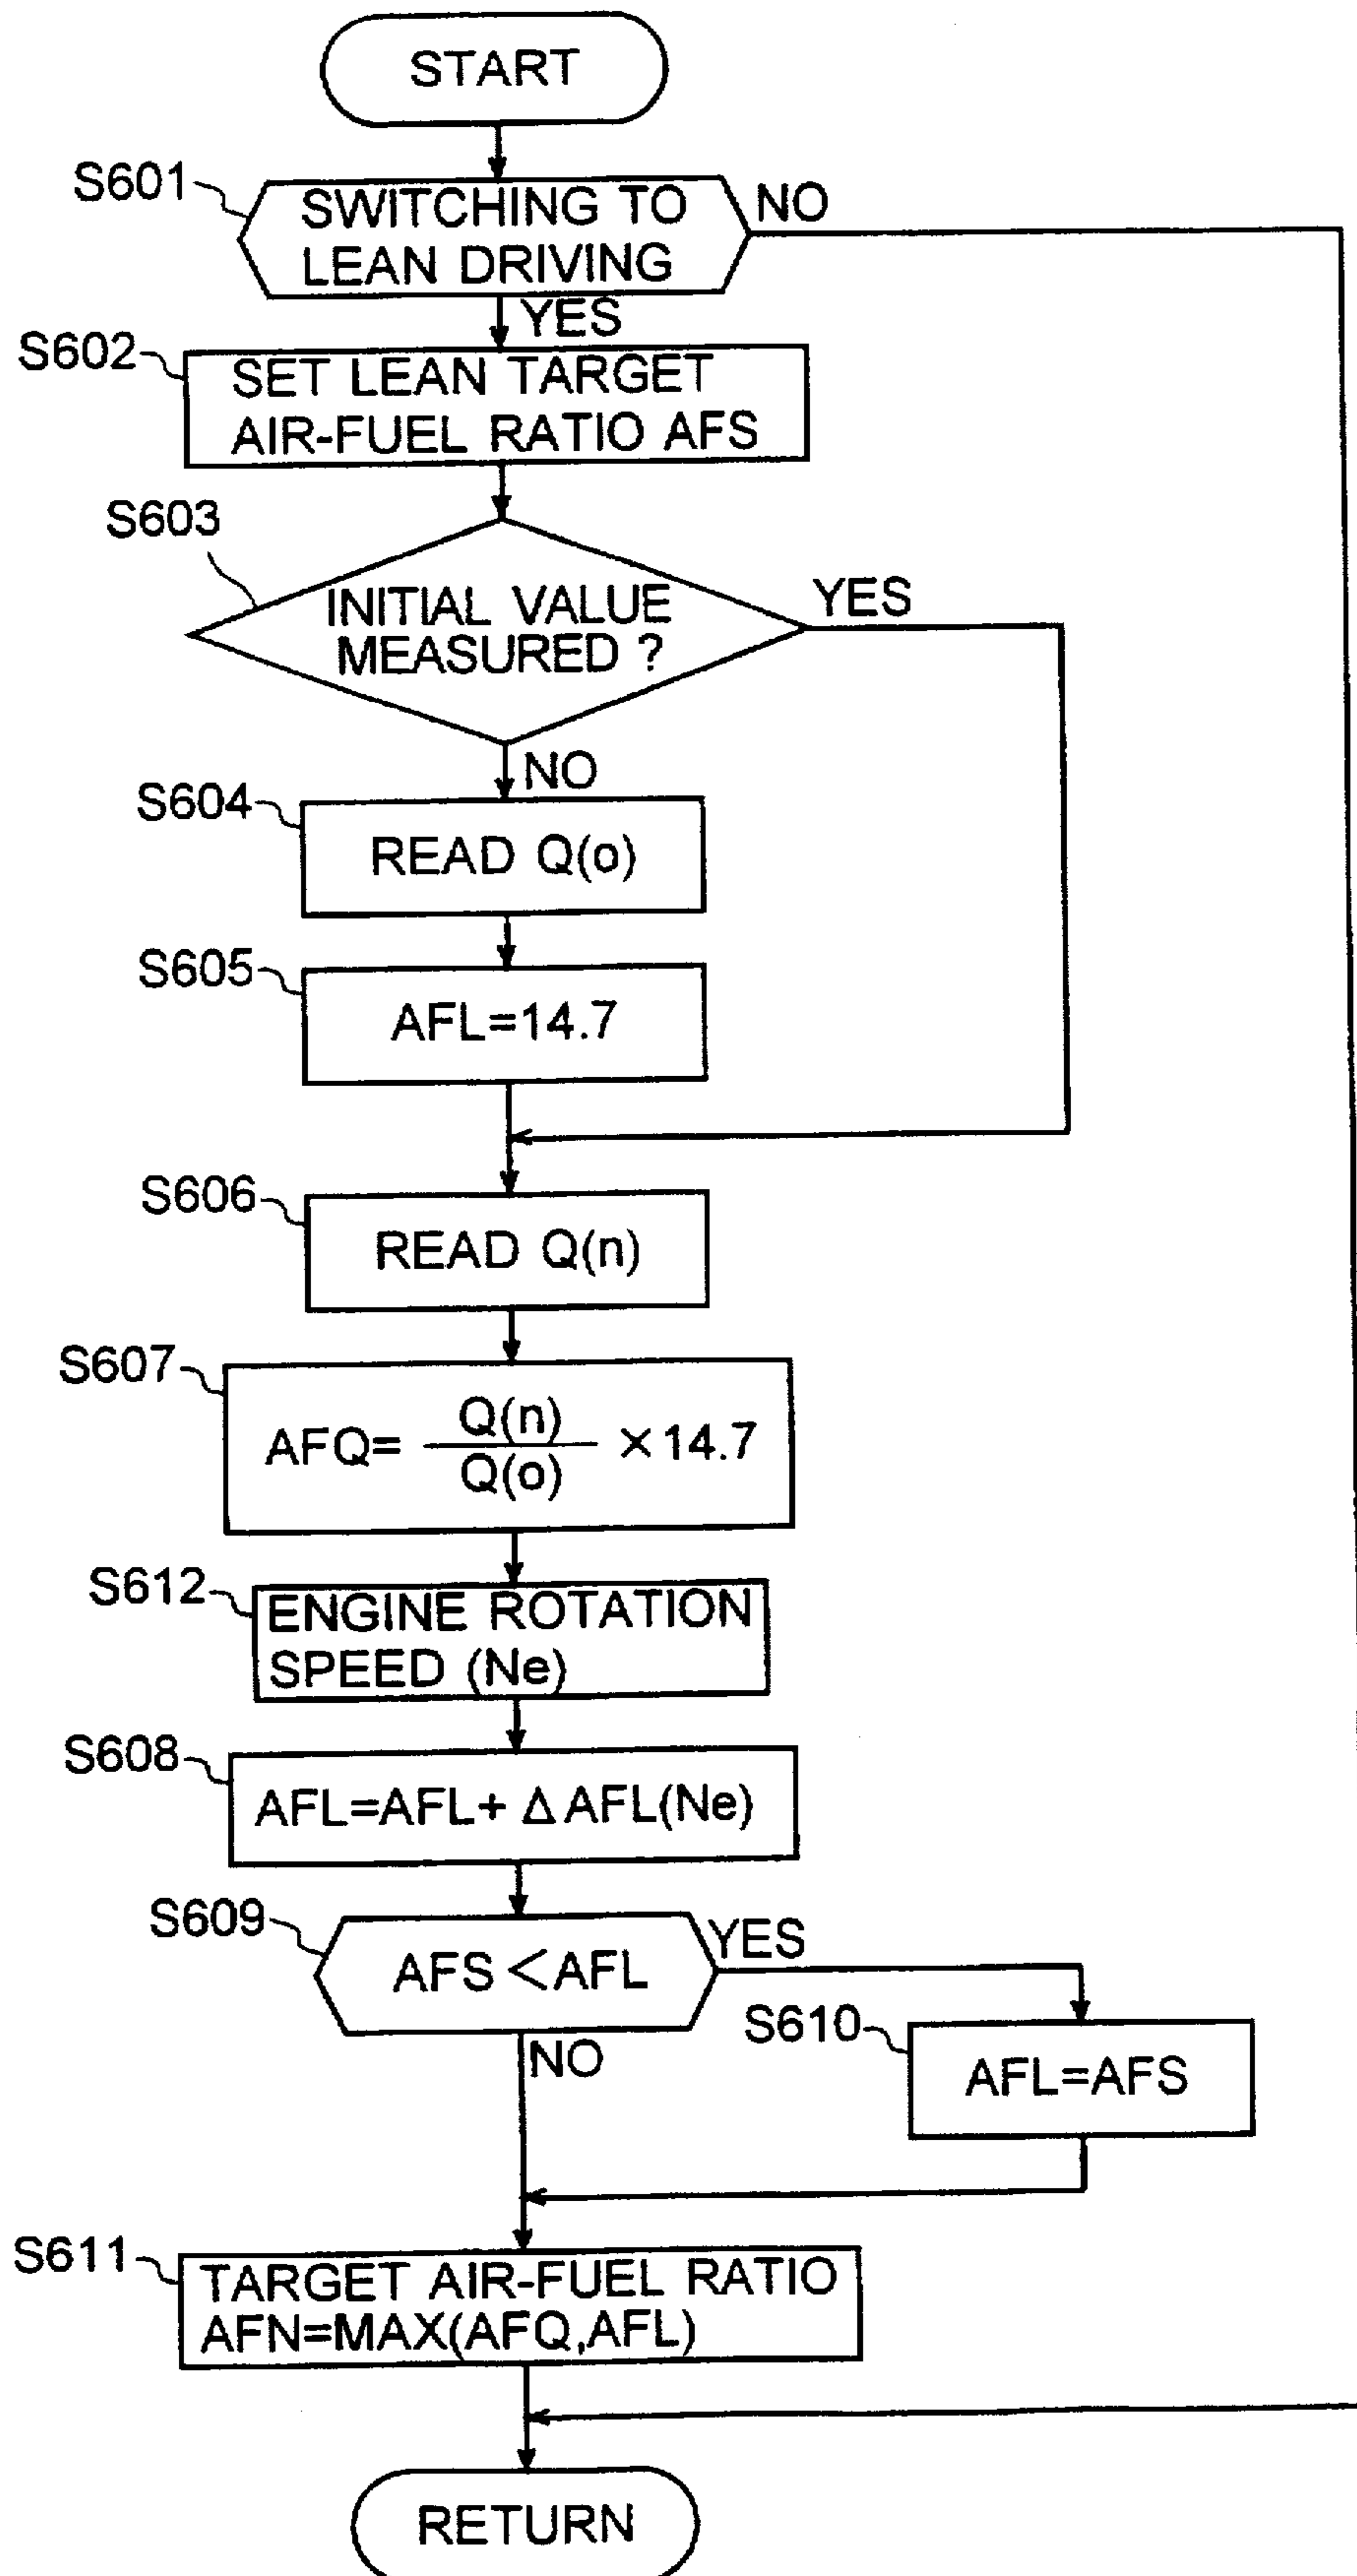 START
S601
SWITCHING TO
LEAN DRIVING
NO
YES
S602
SET LEAN TARGET
AIR-FUEL RATIO AFS
S603
INITIAL VALUE
MEASURED ?
YES
NO
S604
READ Q(o)
S605
AFL=14.7
S606
READ Q(n)
S607
AFQ= Q(n)/Q(o) ×14.7
S612
ENGINE ROTATION
SPEED (Ne)
S608
AFL=AFL+ Δ AFL(Ne)
S609
AFS <AFL
YES
NO
S610
AFL=AFS
S611
TARGET AIR-FUEL RATIO
AFN=MAX(AFQ,AFL)
RETURN